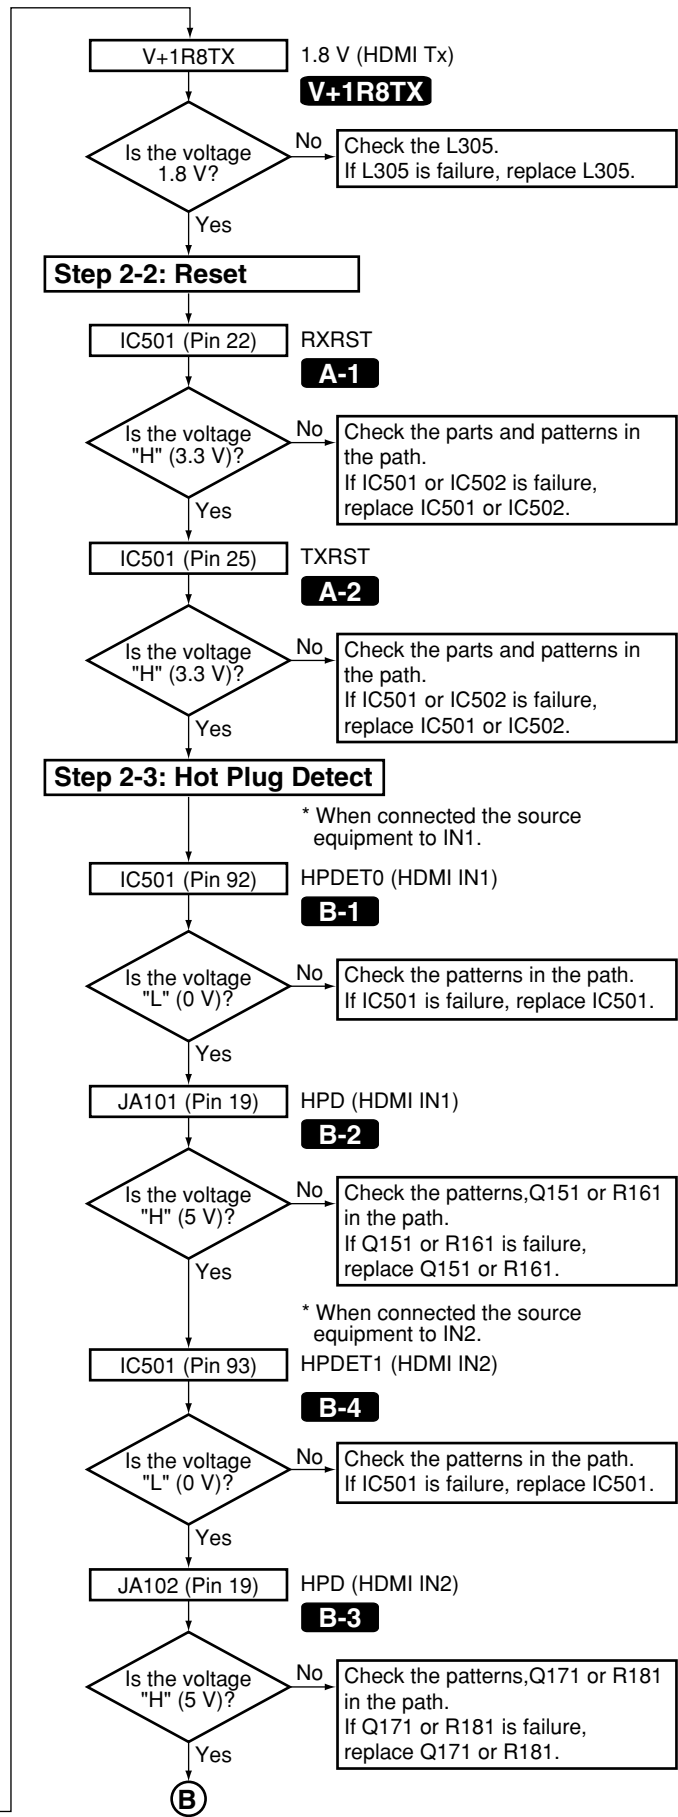 V+1R8TX
1.8 V (HDMI Tx)
V+1R8TX
Is the voltage
1.8 V?
No
Check the L305.
If L305 is failure, replace L305.
Yes
Step 2-2: Reset
IC501 (Pin 22)
RXRST
A-1
Is the voltage
"H" (3.3 V)?
No
Check the parts and patterns in
the path.
If IC501 or IC502 is failure,
replace IC501 or IC502.
Yes
IC501 (Pin 25)
TXRST
A-2
Is the voltage
"H" (3.3 V)?
No
Check the parts and patterns in
the path.
If IC501 or IC502 is failure,
replace IC501 or IC502.
Yes
Step 2-3: Hot Plug Detect
* When connected the source
equipment to IN1.
IC501 (Pin 92)
HPDET0 (HDMI IN1)
B-1
Is the voltage
"L" (0 V)?
No
Check the patterns in the path.
If IC501 is failure, replace IC501.
Yes
JA101 (Pin 19)
HPD (HDMI IN1)
B-2
Is the voltage
"H" (5 V)?
No
Check the patterns,Q151 or R161
in the path.
If Q151 or R161 is failure,
replace Q151 or R161.
Yes
* When connected the source
equipment to IN2.
IC501 (Pin 93)
HPDET1 (HDMI IN2)
B-4
Is the voltage
"L" (0 V)?
No
Check the patterns in the path.
If IC501 is failure, replace IC501.
Yes
JA102 (Pin 19)
HPD (HDMI IN2)
B-3
Is the voltage
"H" (5 V)?
No
Check the patterns,Q171 or R181
in the path.
If Q171 or R181 is failure,
replace Q171 or R181.
Yes
B